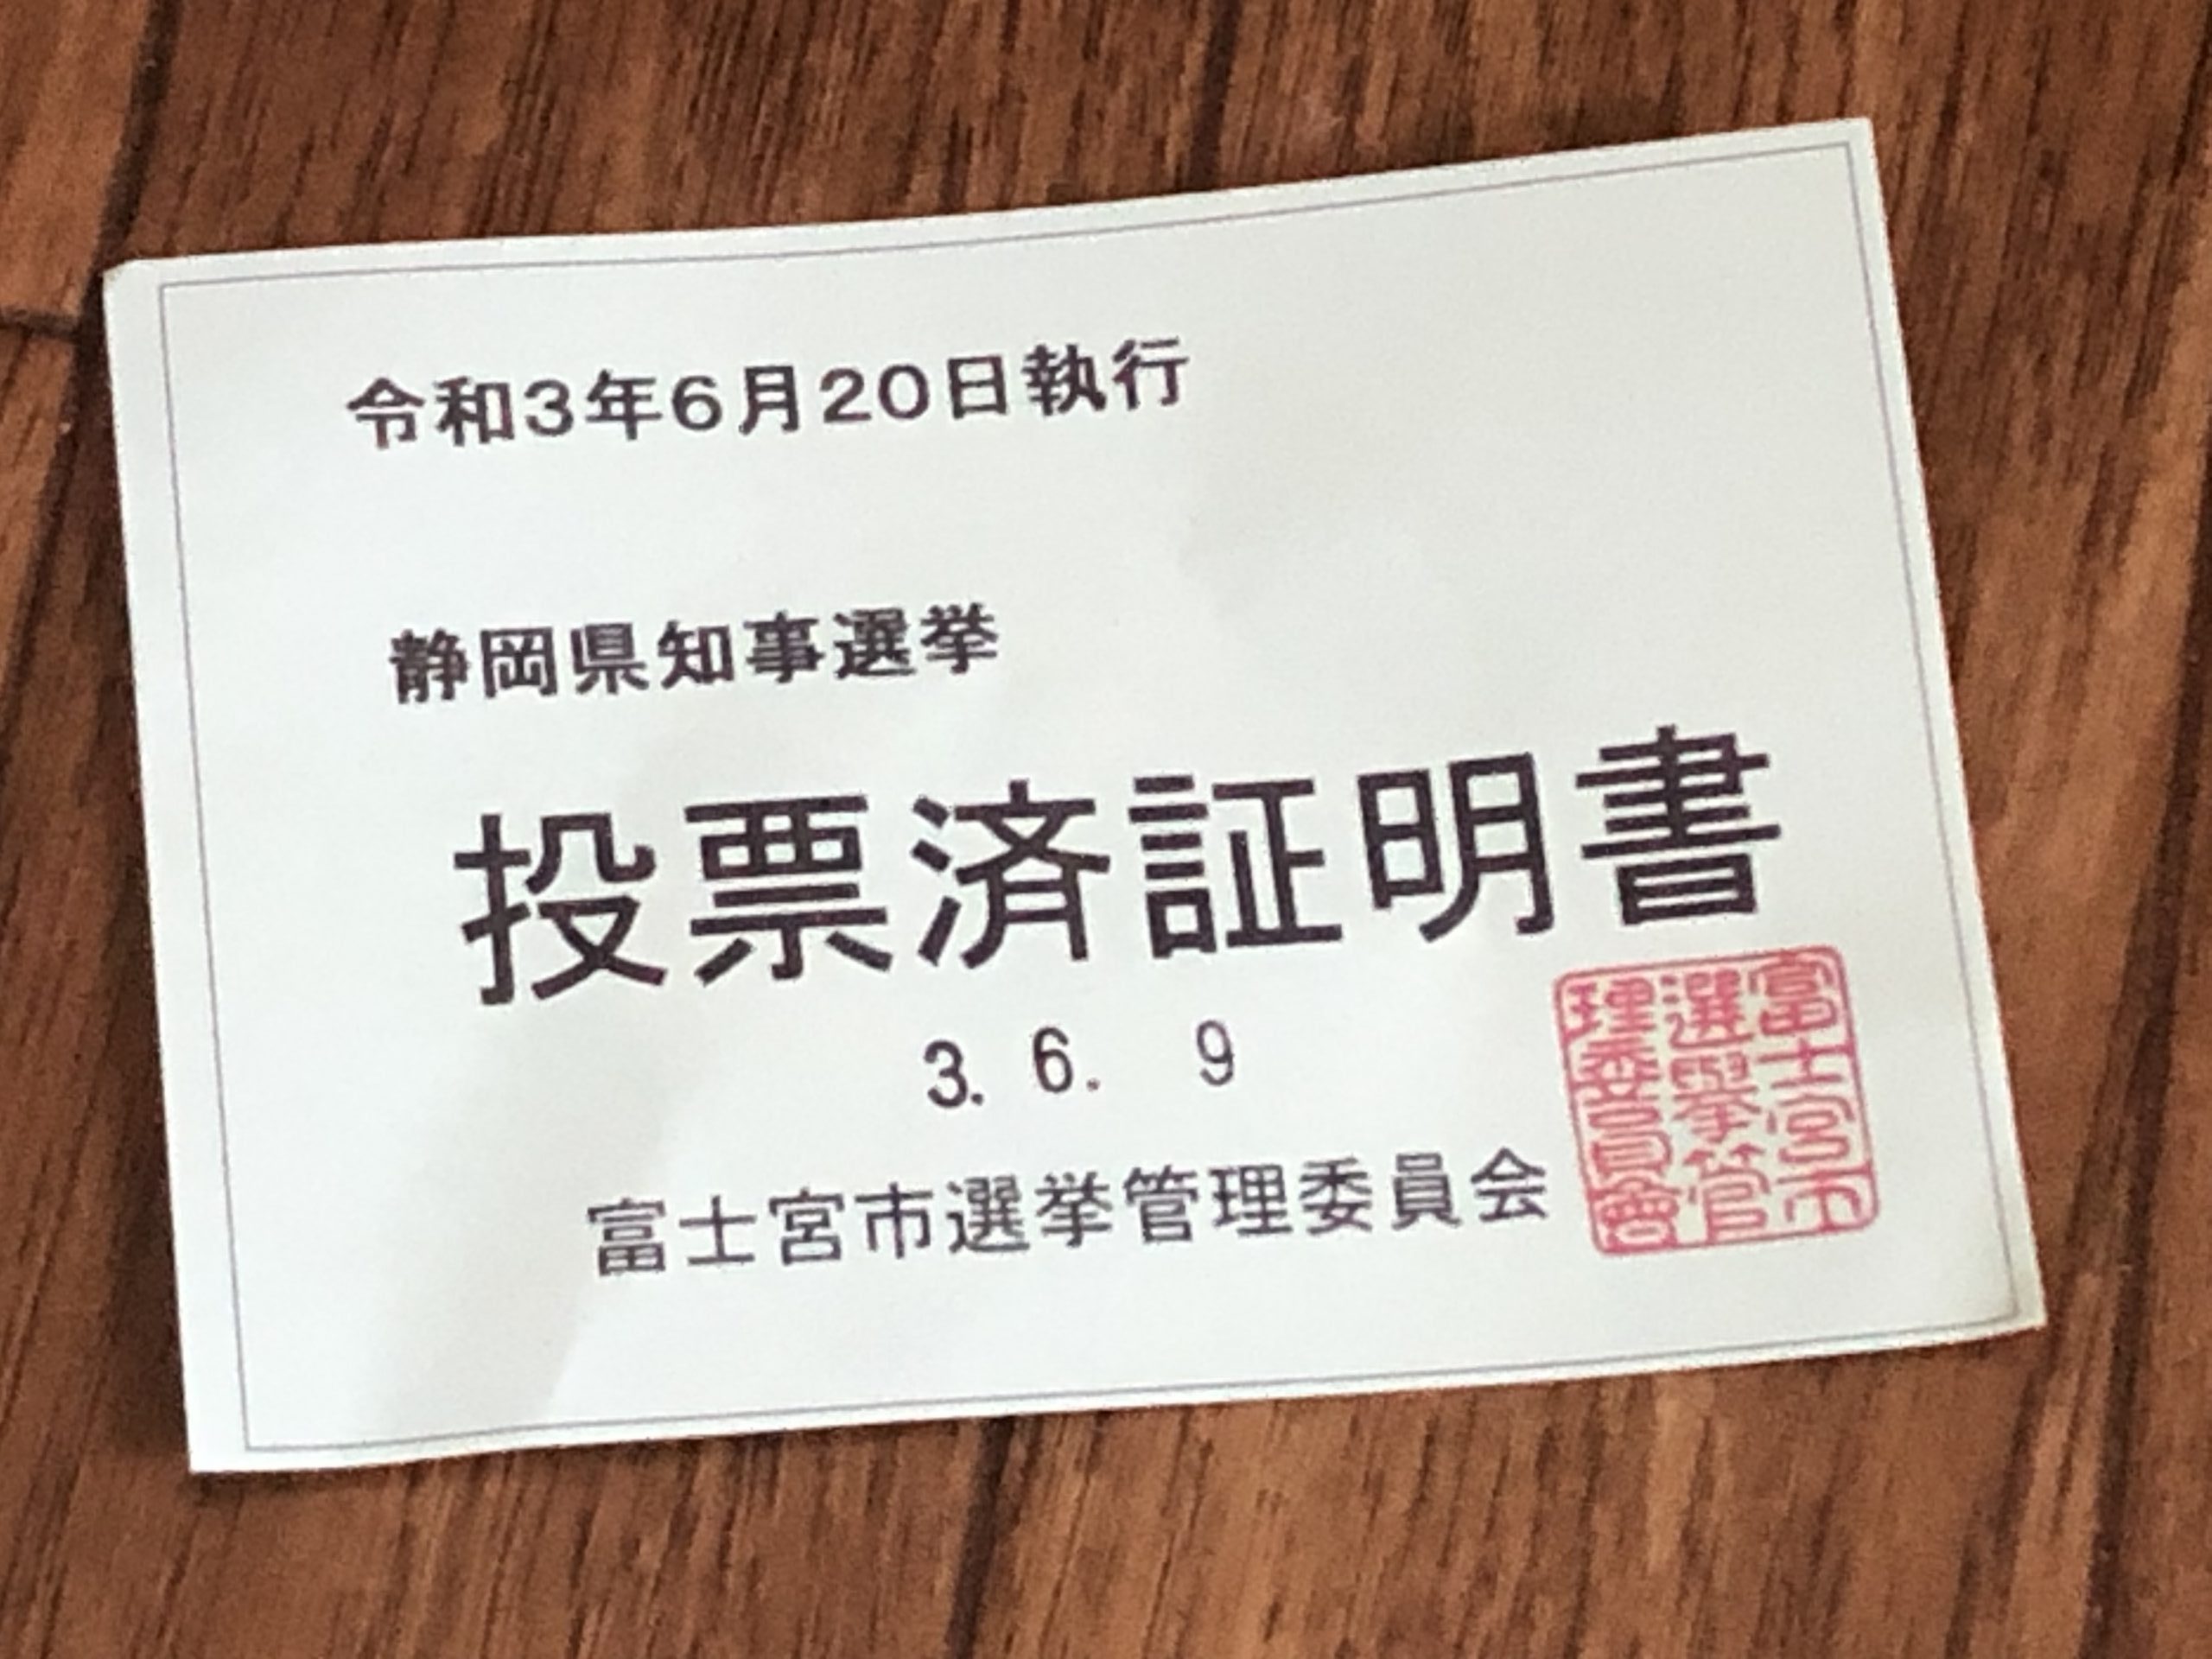 令和3年6月20日執行
静岡県知事選挙
投票済証明書
3. 6. 9
富士宮市選挙管理委員会
富士宮市
選擧管
理委員會